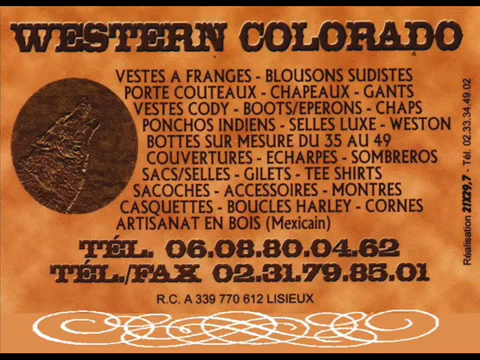 WESTERN COLORADO
VESTES A FRANGES - BLOUSONS SUDISTES
PORTE COUTEAUX - CHAPEAUX - GANTS
VESTES CODY - BOOTS/EPERONS - CHAPS
PONCHOS INDIENS - SELLES LUXE - WESTON
BOTTES SUR MESURE DU 35 AU 49
COUVERTURES - ECHARPES - SOMBREROS
SACS/SELLES - GILETS - TEE SHIRTS
SACOCHES - ACCESSOIRES - MONTRES
CASQUETTES - BOUCLES HARLEY - CORNES
ARTISANAT EN BOIS (Mexicain)
TÉL. 06.08.80.04.62
TÉL./FAX 02.31.79.85.01
R.C. A 339 770 612 LISIEUX
Réalisation 21X29,7 - Tél. 02.33.34.49.02